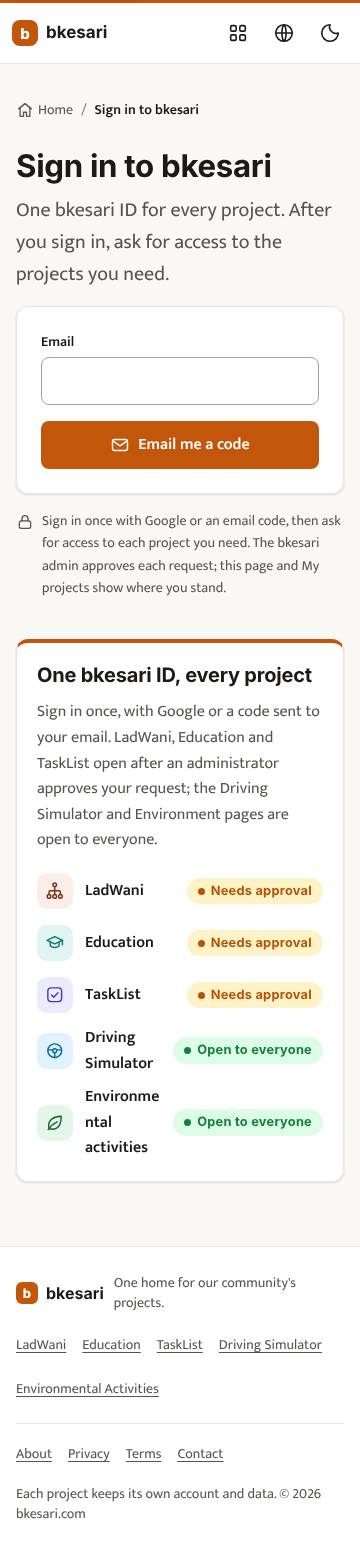 b bkesari
Home / Sign in to bkesari
Sign in to bkesari
One bkesari ID for every project. After
you sign in, ask for access to the
projects you need.
Email
Email me a code
Sign in once with Google or an email code, then ask
for access to each project you need. The bkesari
admin approves each request; this page and My
projects show where you stand.
One bkesari ID, every project
Sign in once, with Google or a code sent to
your email. LadWani, Education and
TaskList open after an administrator
approves your request; the Driving
Simulator and Environment pages are
open to everyone.
LadWani Needs approval
Education Needs approval
TaskList Needs approval
Driving
Simulator
Open to everyone
Environme
ntal
activities
Open to everyone
b bkesari
One home for our community's
projects.
LadWani Education TaskList Driving Simulator
Environmental Activities
About Privacy Terms Contact
Each project keeps its own account and data. © 2026
bkesari.com